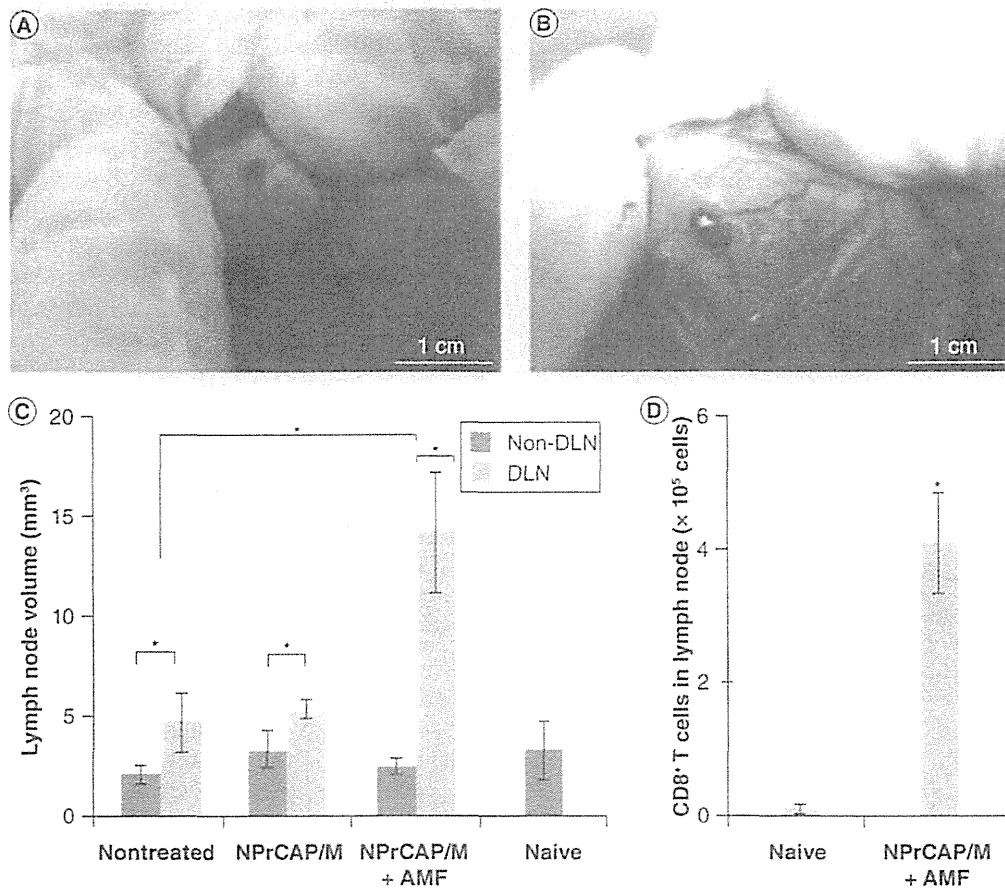 A
B
1 cm
1 cm
C
Lymph node volume (mm³)
20
15
10
5
0
*
*
*
*
Non-DLN
DLN
Nontreated
NPrCAP/M
NPrCAP/M
+ AMF
Naive
D
CD8⁺ T cells in lymph node (× 10⁵ cells)
6
4
2
0
*
Naive
NPrCAP/M
+ AMF